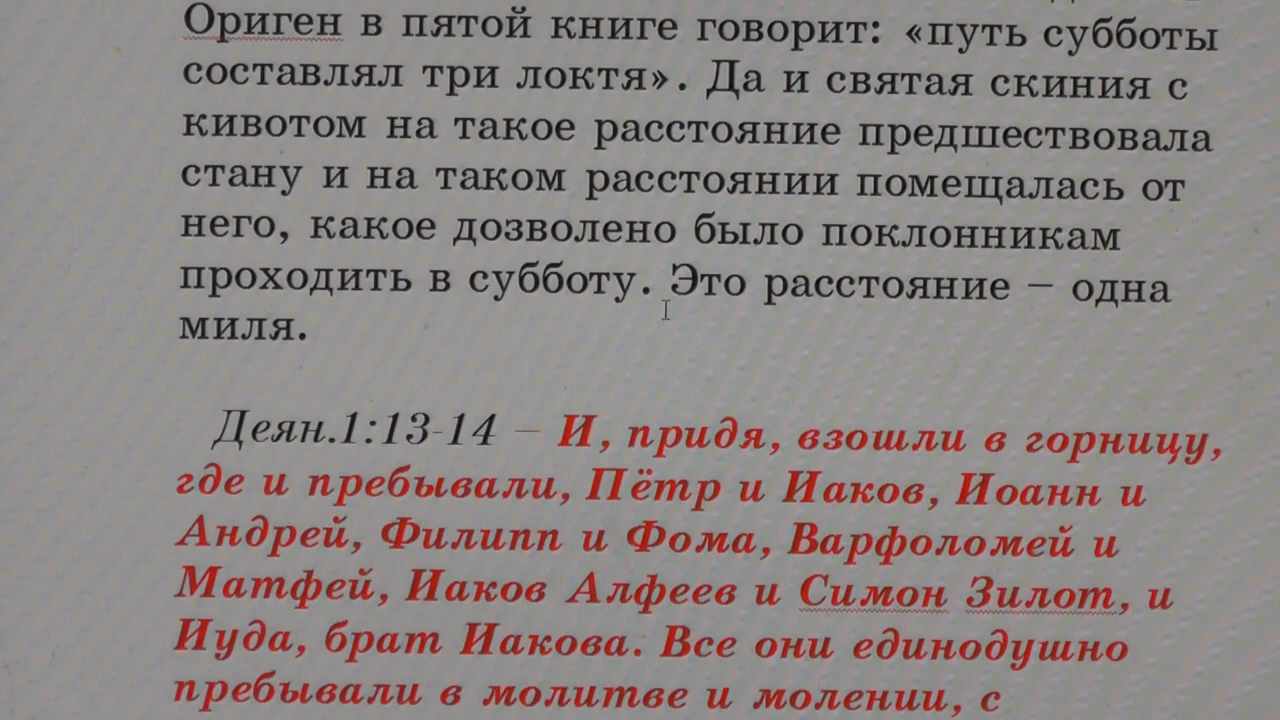 Ориген в пятой книге говорит: «путь субботы
составлял три локтя». Да и святая скиния с
кивотом на такое расстояние предшествовала
стану и на таком расстоянии помещалась от
него, какое дозволено было поклонникам
проходить в субботу. Это расстояние – одна
миля.
Деян.1:13-14 – И, придя, взошли в горницу,
где и пребывали, Пётр и Иаков, Иоанн и
Андрей, Филипп и Фома, Варфоломей и
Матфей, Иаков Алфеев и Симон Зилот, и
Иуда, брат Иакова. Все они единодушно
пребывали в молитве и молении, с